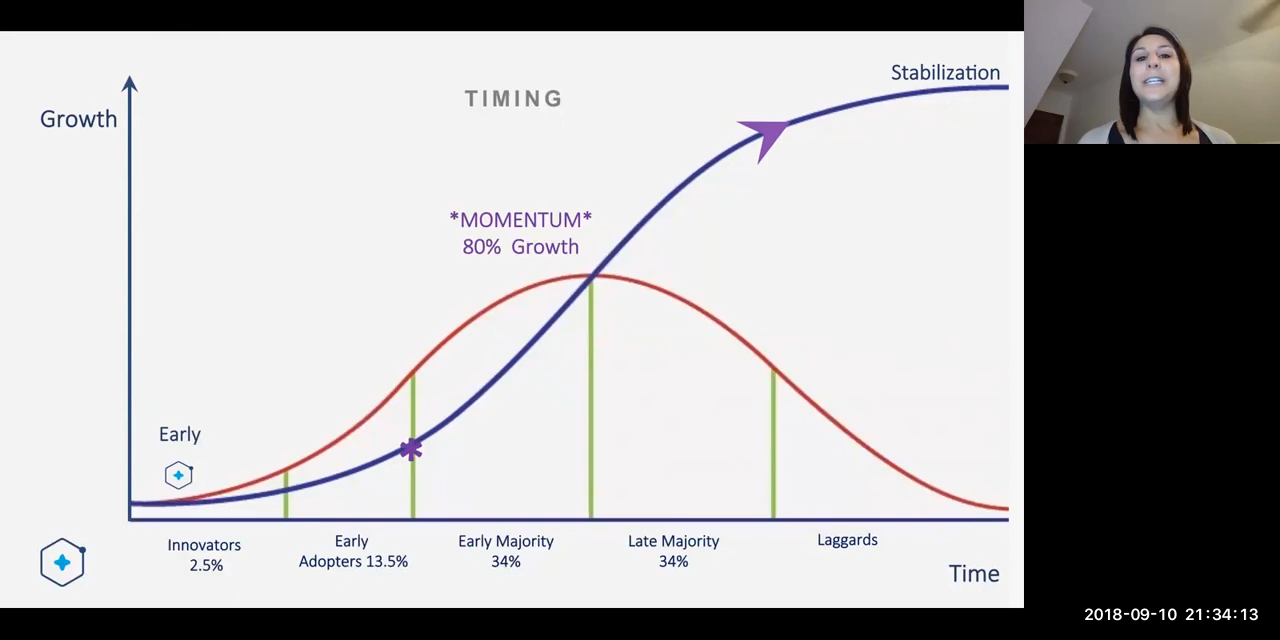 TIMING
Growth
Stabilization
*MOMENTUM*
80% Growth
Early
Innovators
2.5%
Early
Adopters 13.5%
Early Majority
34%
Late Majority
34%
Laggards
Time
2018-09-10 21:34:13